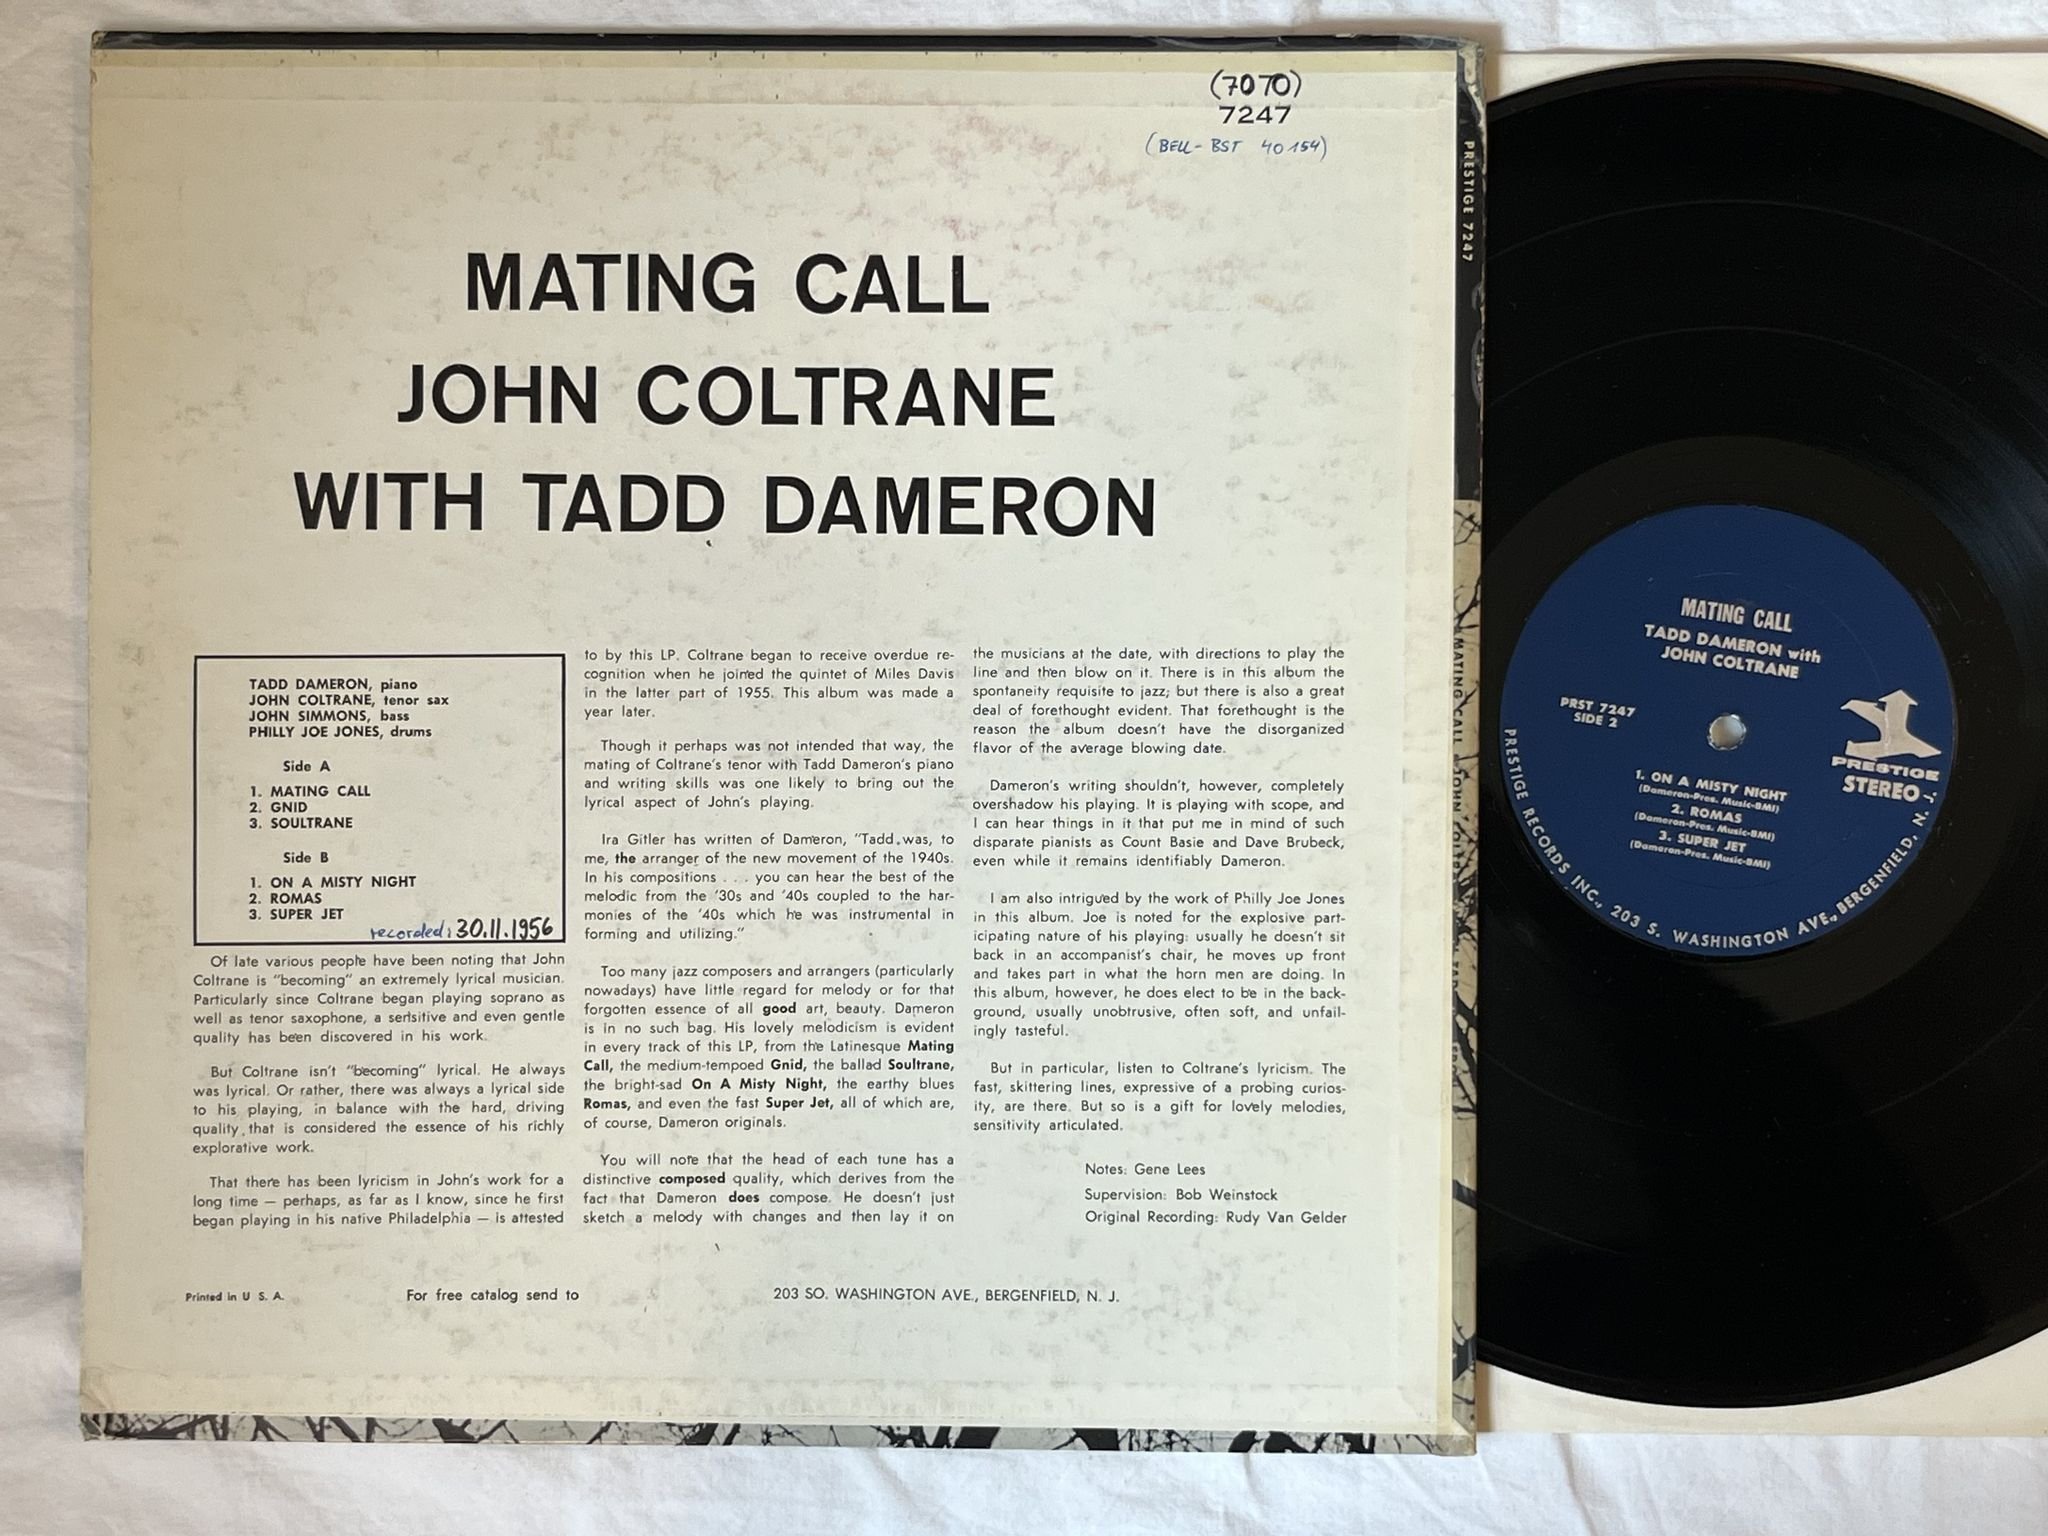 (7070)
7247
(BELL-BST 40154)
MATING CALL
JOHN COLTRANE
WITH TADD DAMERON
TADD DAMERON, piano
JOHN COLTRANE, tenor sax
JOHN SIMMONS, bass
PHILLY JOE JONES, drums
Side A
1. MATING CALL
2. GNID
3. SOULTRANE
Side B
1. ON A MISTY NIGHT
2. ROMAS
3. SUPER JET
recorded: 30.11.1956
Of late various people have been noting that John
Coltrane is "becoming" an extremely lyrical musician.
Particularly since Coltrane began playing soprano as
well as tenor saxophone, a sensitive and even gentle
quality has been discovered in his work.
But Coltrane isn't "becoming" lyrical. He always
was lyrical. Or rather, there was always a lyrical side
to his playing, in balance with the hard, driving
quality that is considered the essence of his richly
explorative work.
That there has been lyricism in John's work for a
long time — perhaps, as far as I know, since he first
began playing in his native Philadelphia — is attested
to by this LP. Coltrane began to receive overdue re-
cognition when he joined the quintet of Miles Davis
in the latter part of 1955. This album was made a
year later.
Though it perhaps was not intended that way, the
mating of Coltrane's tenor with Tadd Dameron's piano
and writing skills was one likely to bring out the
lyrical aspect of John's playing.
Ira Gitler has written of Dameron, "Tadd was, to
me, the arranger of the new movement of the 1940s.
In his compositions . . . you can hear the best of the
melodic from the '30s and '40s coupled to the har-
monies of the '40s which he was instrumental in
forming and utilizing."
Too many jazz composers and arrangers (particularly
nowadays) have little regard for melody or for that
forgotten essence of all good art, beauty. Dameron
is in no such bag. His lovely melodicism is evident
in every track of this LP, from the Latinesque Mating
Call, the medium-tempoed Gnid, the ballad Soultrane,
the bright-sad On A Misty Night, the earthy blues
Romas, and even the fast Super Jet, all of which are,
of course, Dameron originals.
You will note that the head of each tune has a
distinctive composed quality, which derives from the
fact that Dameron does compose. He doesn't just
sketch a melody with changes and then lay it on
the musicians at the date, with directions to play the
line and then blow on it. There is in this album the
spontaneity requisite to jazz; but there is also a great
deal of forethought evident. That forethought is the
reason the album doesn't have the disorganized
flavor of the average blowing date.
Dameron's writing shouldn't, however, completely
overshadow his playing. It is playing with scope, and
I can hear things in it that put me in mind of such
disparate pianists as Count Basie and Dave Brubeck,
even while it remains identifiably Dameron.
I am also intrigued by the work of Philly Joe Jones
in this album. Joe is noted for the explosive part-
icipating nature of his playing: usually he doesn't sit
back in an accompanist's chair, he moves up front
and takes part in what the horn men are doing. In
this album, however, he does elect to be in the back-
ground, usually unobtrusive, often soft, and unfail-
ingly tasteful.
But in particular, listen to Coltrane's lyricism. The
fast, skittering lines, expressive of a probing curios-
ity, are there. But so is a gift for lovely melodies,
sensitivity articulated.
Notes: Gene Lees
Supervision: Bob Weinstock
Original Recording: Rudy Van Gelder
Printed in U S. A.
For free catalog send to
203 SO. WASHINGTON AVE., BERGENFIELD, N. J.
PRESTIGE 7247
MATING CALL
MATING CALL
TADD DAMERON with
JOHN COLTRANE
PRST 7247
SIDE 2
PRESTIGE
STEREO
1. ON A MISTY NIGHT
(Dameron-Pres. Music-BMI)
2. ROMAS
(Dameron-Pres. Music-BMI)
3. SUPER JET
(Dameron-Pres. Music-BMI)
PRESTIGE RECORDS INC., 203 S. WASHINGTON AVE., BERGENFIELD, N. J.